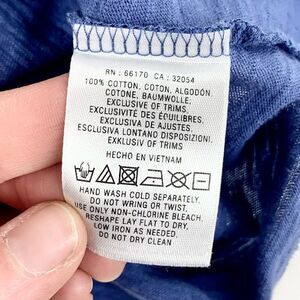 RN : 66170 CA : 32054
100% COTTON, COTON, ALGODON,
COTONE, BAUMWOLLE,
EXCLUSIVE OF TRIMS
EXCLUSIVITÉ DES ÉQUILIBRES,
EXCLUSIVA DE AJUSTES,
ESCLUSIVA LONTANO DISPOSIZIONI,
EXKLUSIV OF TRIMS
HECHO EN VIETNAM
HAND WASH COLD SEPARATELY.
DO NOT WRING OR TWIST.
USE ONLY NON-CHLORINE BLEACH.
RESHAPE LAY FLAT TO DRY.
LOW IRON AS NEEDED.
DO NOT DRY CLEAN